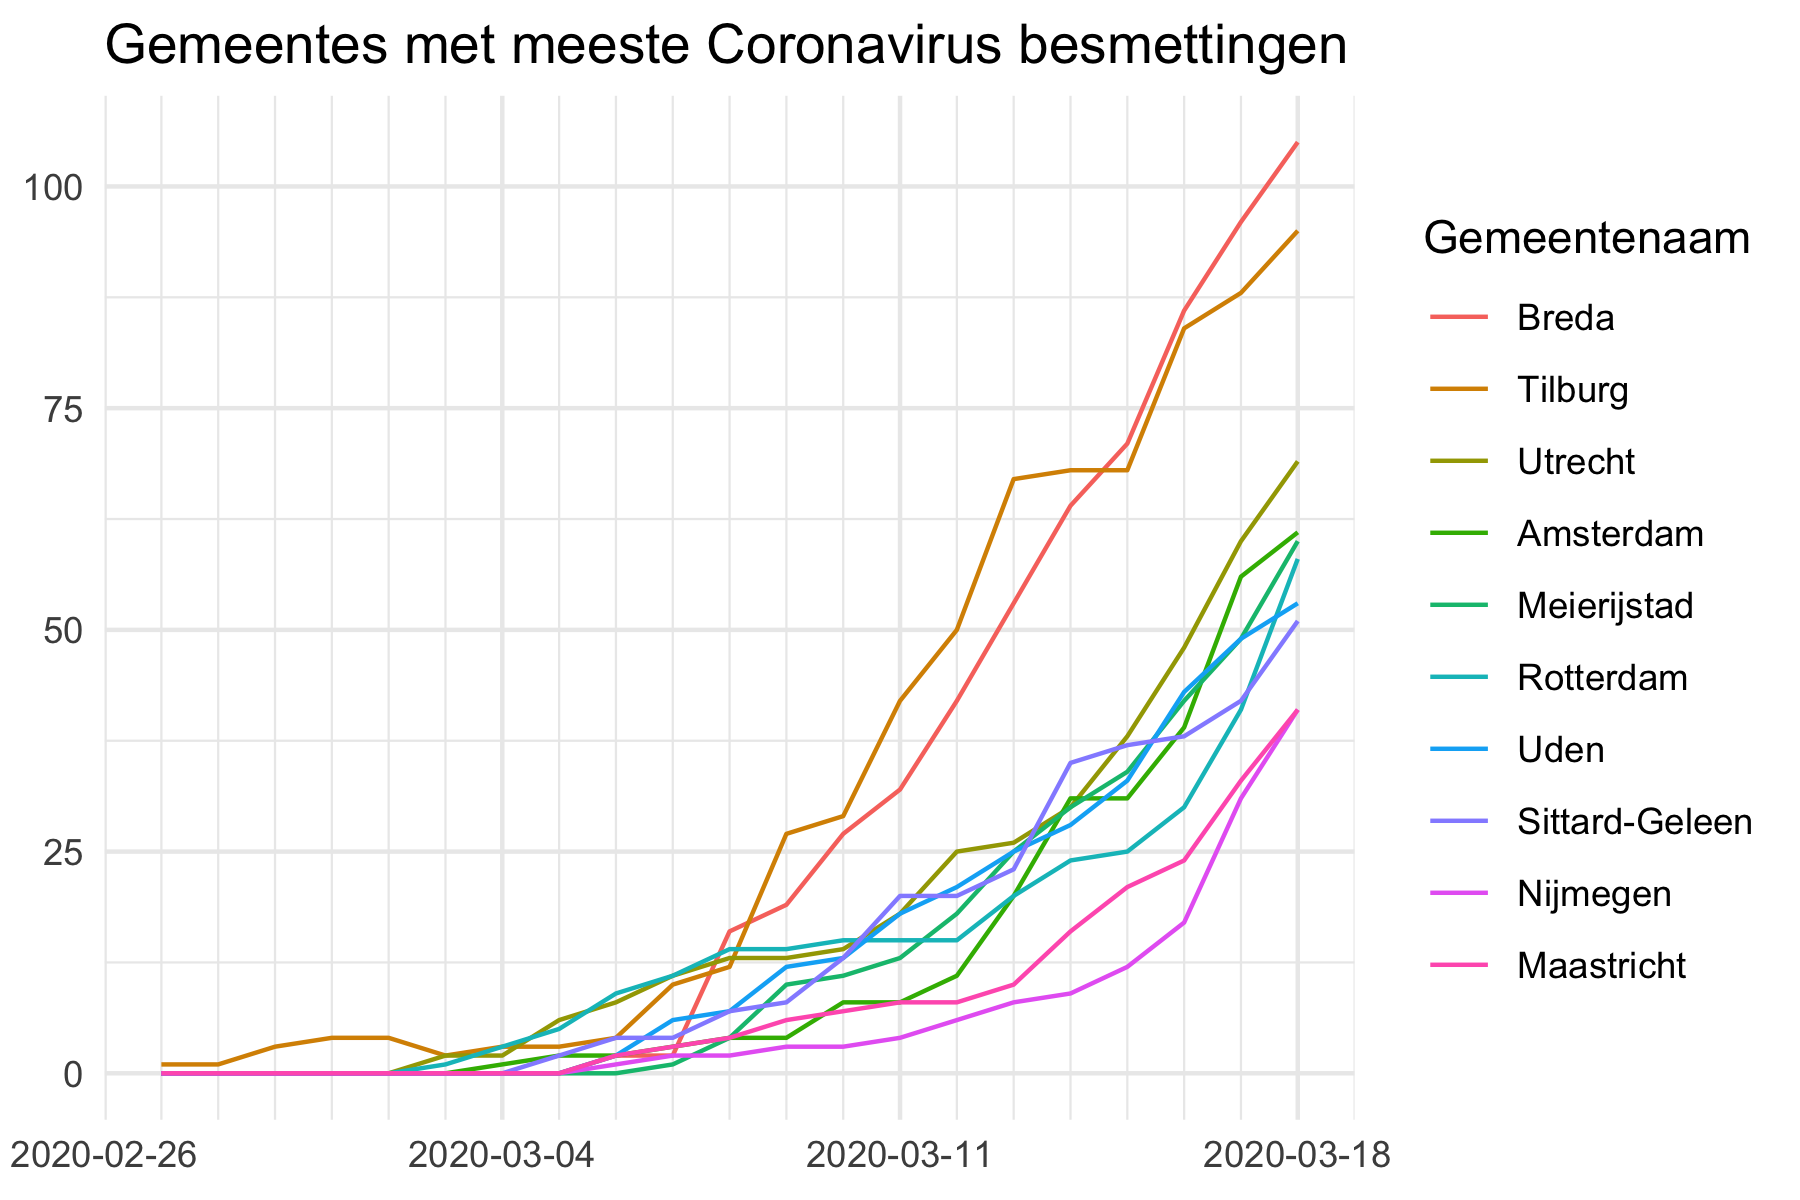 Gemeentes met meeste Coronavirus besmettingen
100
75
50
25
0
2020-02-26
2020-03-04
2020-03-11
2020-03-18
Gemeentenaam
Breda
Tilburg
Utrecht
Amsterdam
Meierijstad
Rotterdam
Uden
Sittard-Geleen
Nijmegen
Maastricht